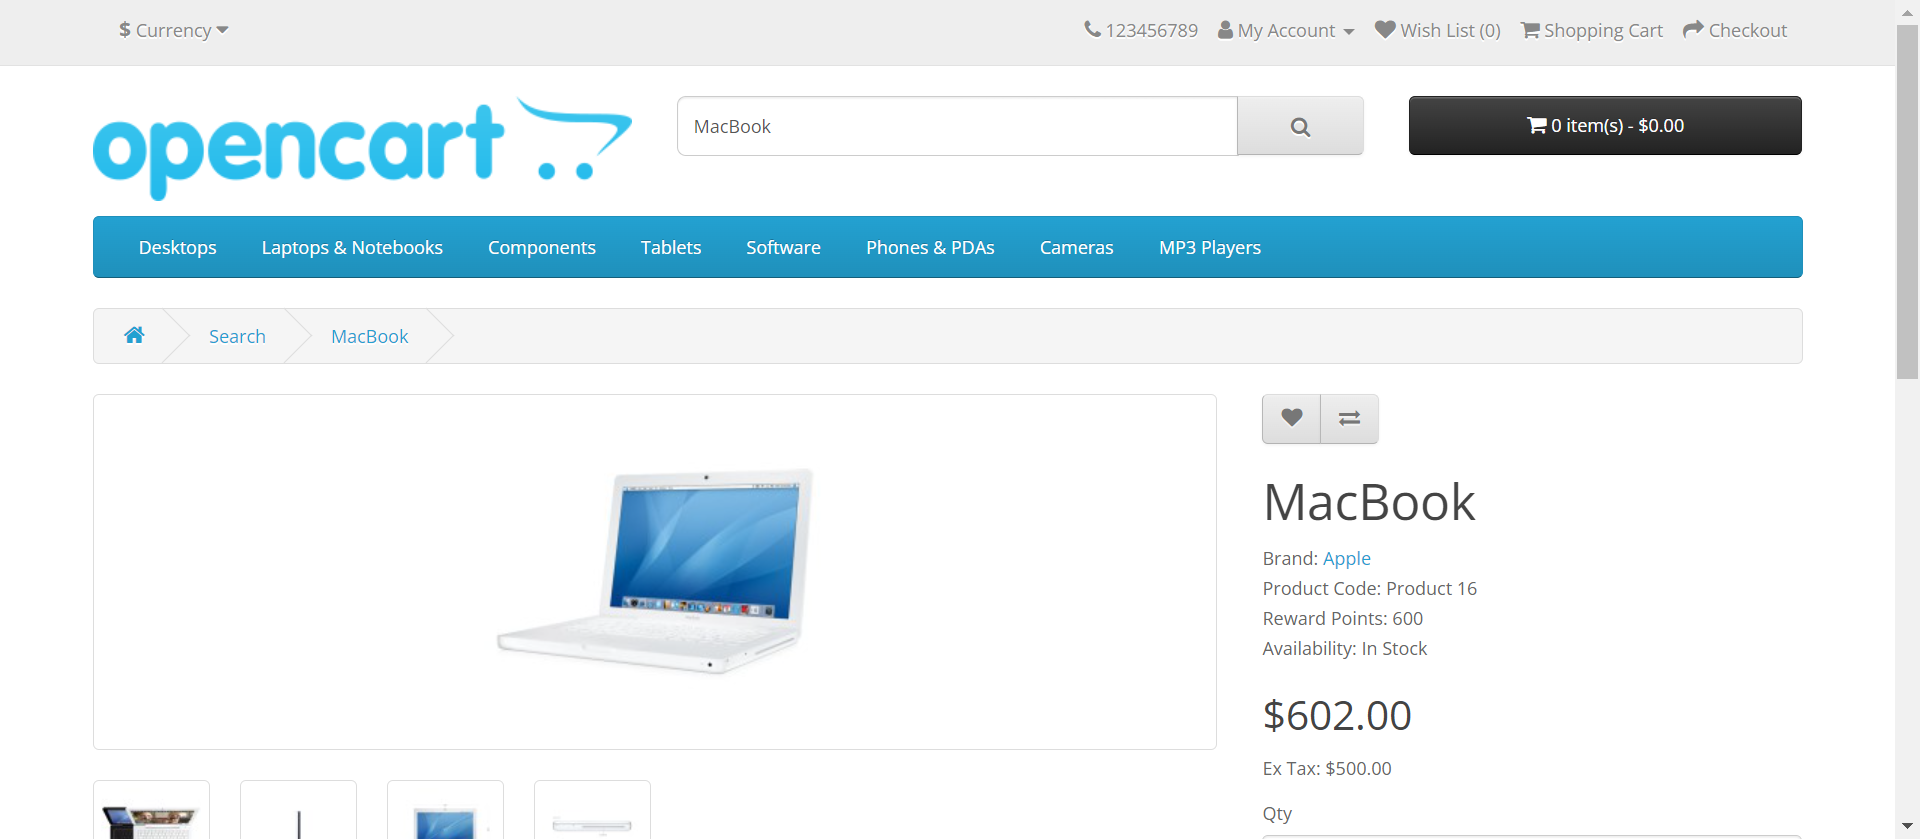 $ Currency
123456789 My Account Wish List (0) Shopping Cart Checkout
opencart
MacBook
0 item(s) - $0.00
Desktops Laptops & Notebooks Components Tablets Software Phones & PDAs Cameras MP3 Players
Search MacBook
MacBook
Brand: Apple
Product Code: Product 16
Reward Points: 600
Availability: In Stock
$602.00
Ex Tax: $500.00
Qty